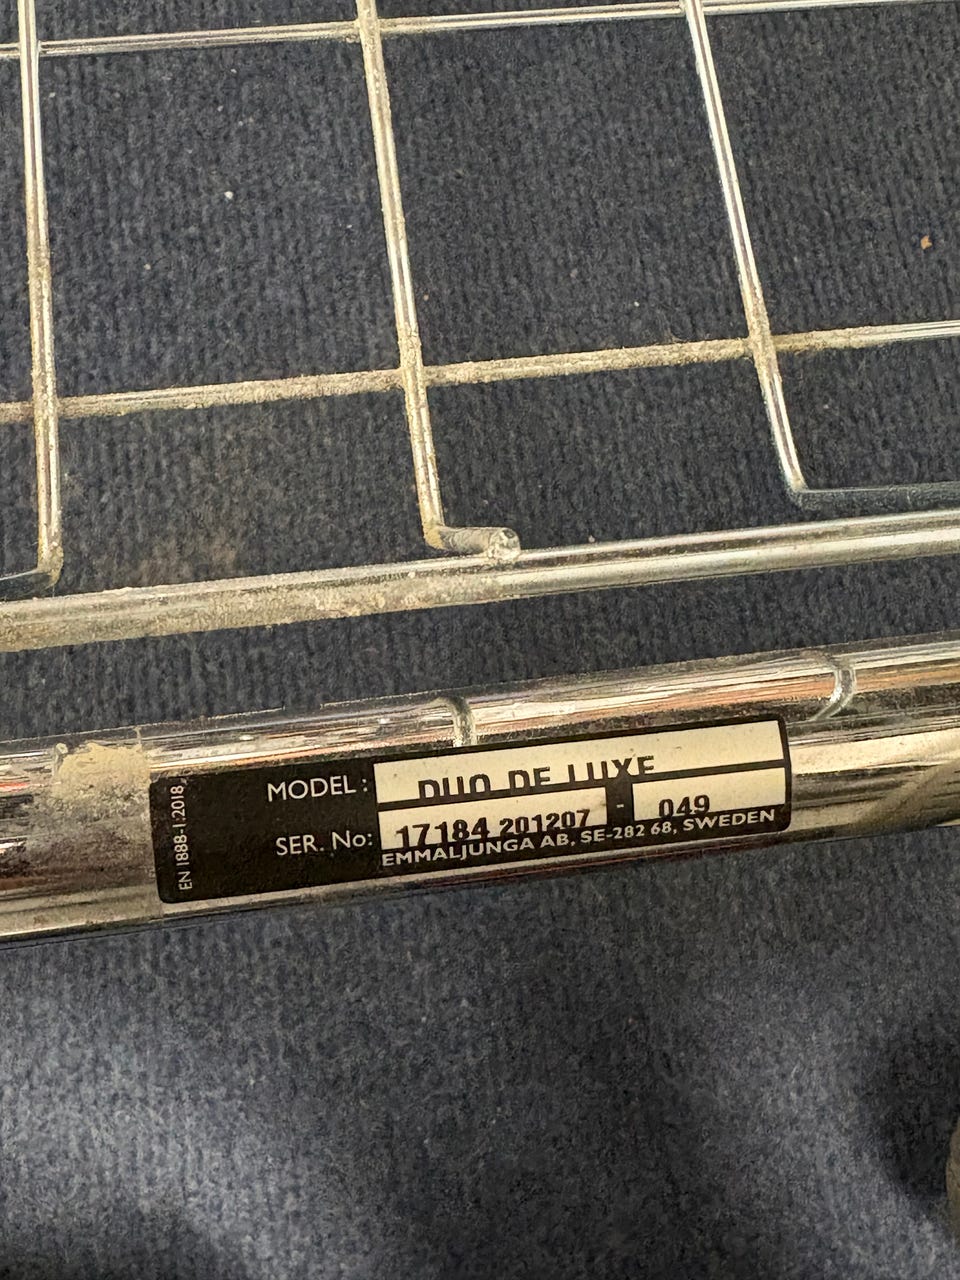 EN 1888-1:2018
MODEL: DUO DE LUXE
SER. No: 17184 201207 - 049
EMMALJUNGA AB, SE-282 68, SWEDEN